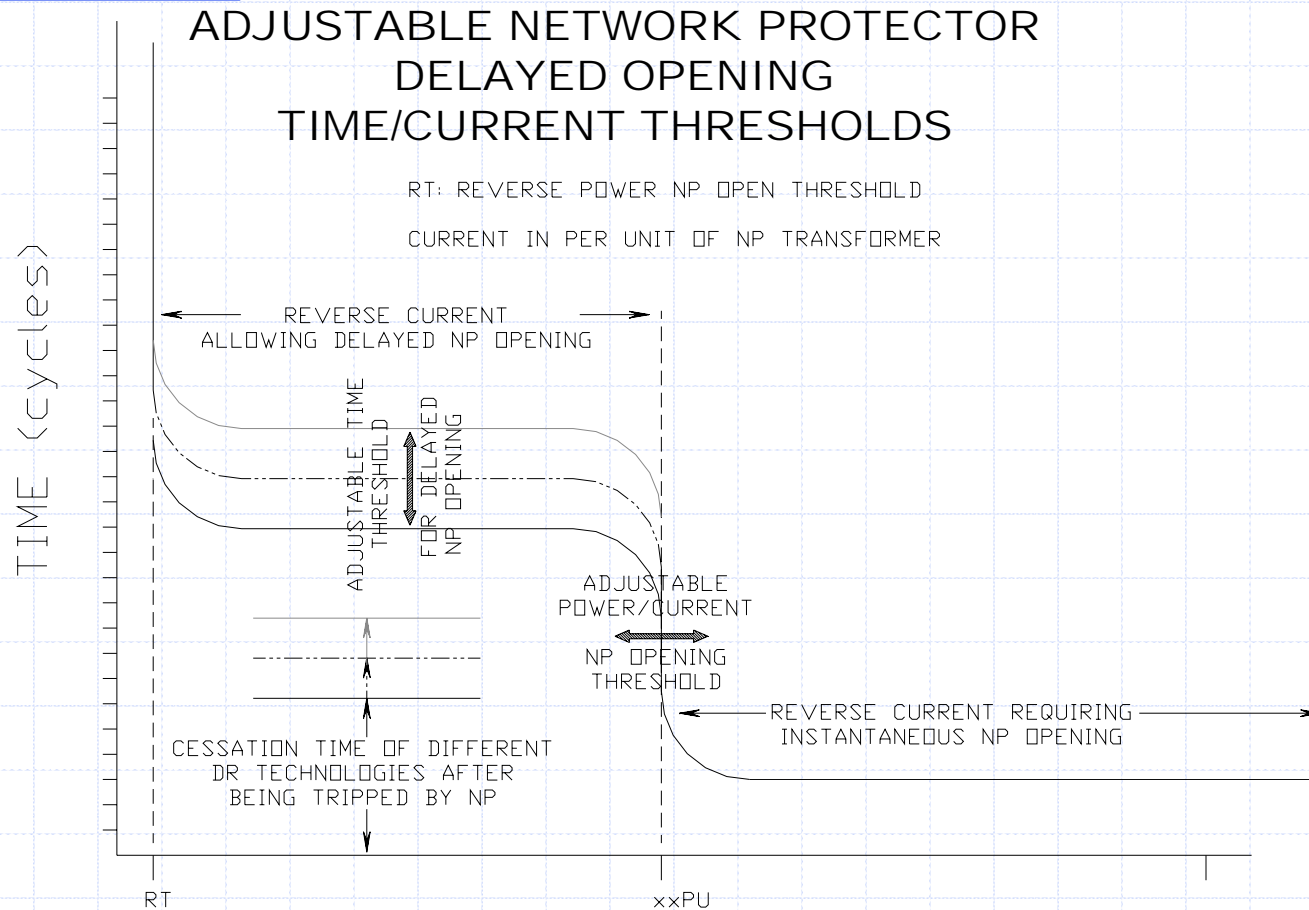 ADJUSTABLE NETWORK PROTECTOR
DELAYED OPENING
TIME/CURRENT THRESHOLDS
RT: REVERSE POWER NP OPEN THRESHOLD
CURRENT IN PER UNIT OF NP TRANSFORMER
TIME (cycles)
REVERSE CURRENT
ALLOWING DELAYED NP OPENING
ADJUSTABLE TIME
THRESHOLD
FOR DELAYED
NP OPENING
ADJUSTABLE
POWER/CURRENT
NP OPENING
THRESHOLD
REVERSE CURRENT REQUIRING
INSTANTANEOUS NP OPENING
CESSATION TIME OF DIFFERENT
DR TECHNOLOGIES AFTER
BEING TRIPPED BY NP
RT
xxPU